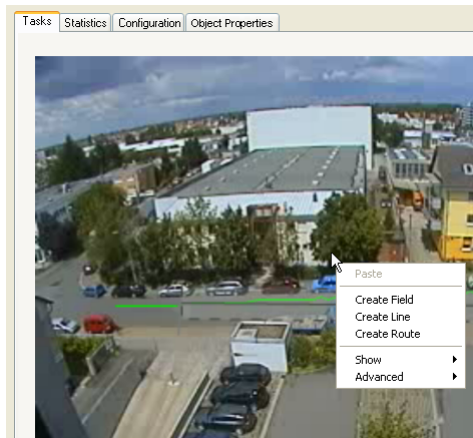 Tasks Statistics Configuration Object Properties
Paste
Create Field
Create Line
Create Route
Show
Advanced